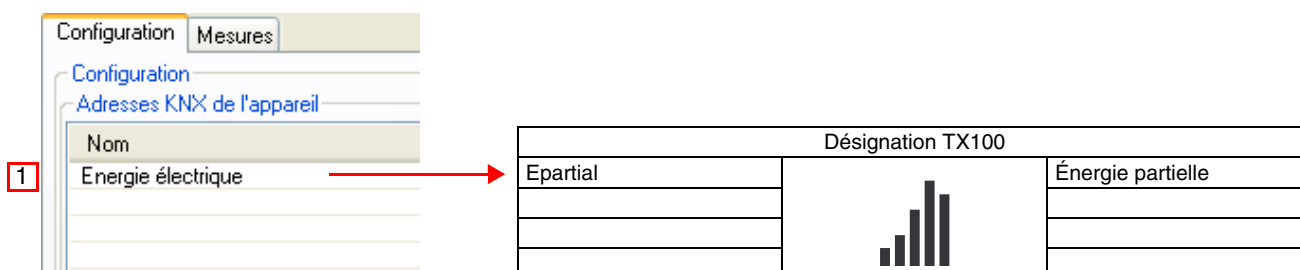 Configuration Mesures
Configuration
Adresses KNX de l'appareil
Nom
1 Energie électrique
Désignation TX100
Epartial Énergie partielle